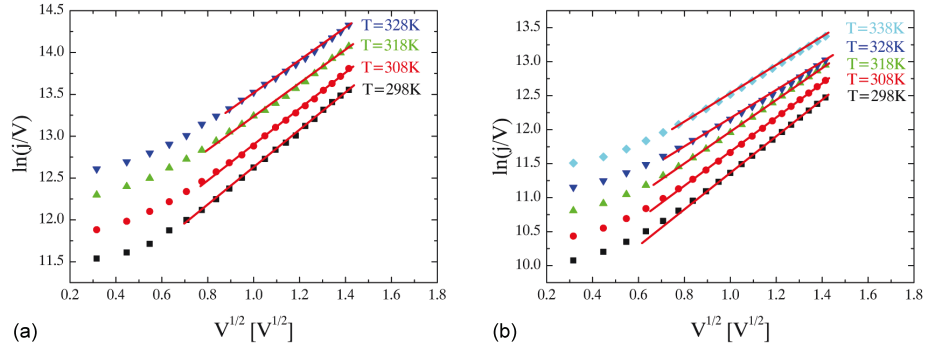 14.5
14.0
13.5
13.0
12.5
12.0
11.5
ln(j/V)
T=328K
T=318K
T=308K
T=298K
0.2 0.4 0.6 0.8 1.0 1.2 1.4 1.6 1.8
V^{1/2} [V^{1/2}]
(a)
13.5
13.0
12.5
12.0
11.5
11.0
10.5
10.0
ln(j/V)
T=338K
T=328K
T=318K
T=308K
T=298K
0.2 0.4 0.6 0.8 1.0 1.2 1.4 1.6 1.8
V^{1/2} [V^{1/2}]
(b)